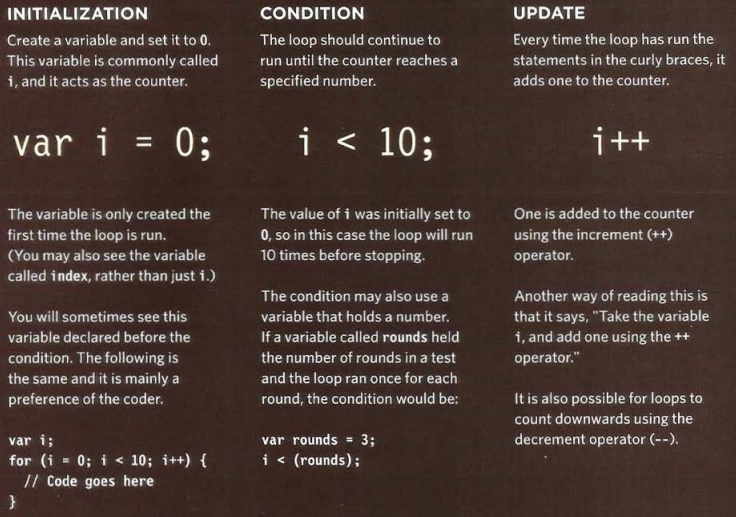 INITIALIZATION
Create a variable and set it to 0.
This variable is commonly called
i, and it acts as the counter.
var i = 0;
The variable is only created the
first time the loop is run.
(You may also see the variable
called index, rather than just i.)
You will sometimes see this
variable declared before the
condition. The following is
the same and it is mainly a
preference of the coder.
var i;
for (i = 0; i < 10; i++) {
// Code goes here
}
CONDITION
The loop should continue to
run until the counter reaches a
specified number.
i < 10;
The value of i was initially set to
0, so in this case the loop will run
10 times before stopping.
The condition may also use a
variable that holds a number.
If a variable called rounds held
the number of rounds in a test
and the loop ran once for each
round, the condition would be:
var rounds = 3;
i < (rounds);
UPDATE
Every time the loop has run the
statements in the curly braces, it
adds one to the counter.
i++
One is added to the counter
using the increment (++)
operator.
Another way of reading this is
that it says, "Take the variable
i, and add one using the ++
operator."
It is also possible for loops to
count downwards using the
decrement operator (--).